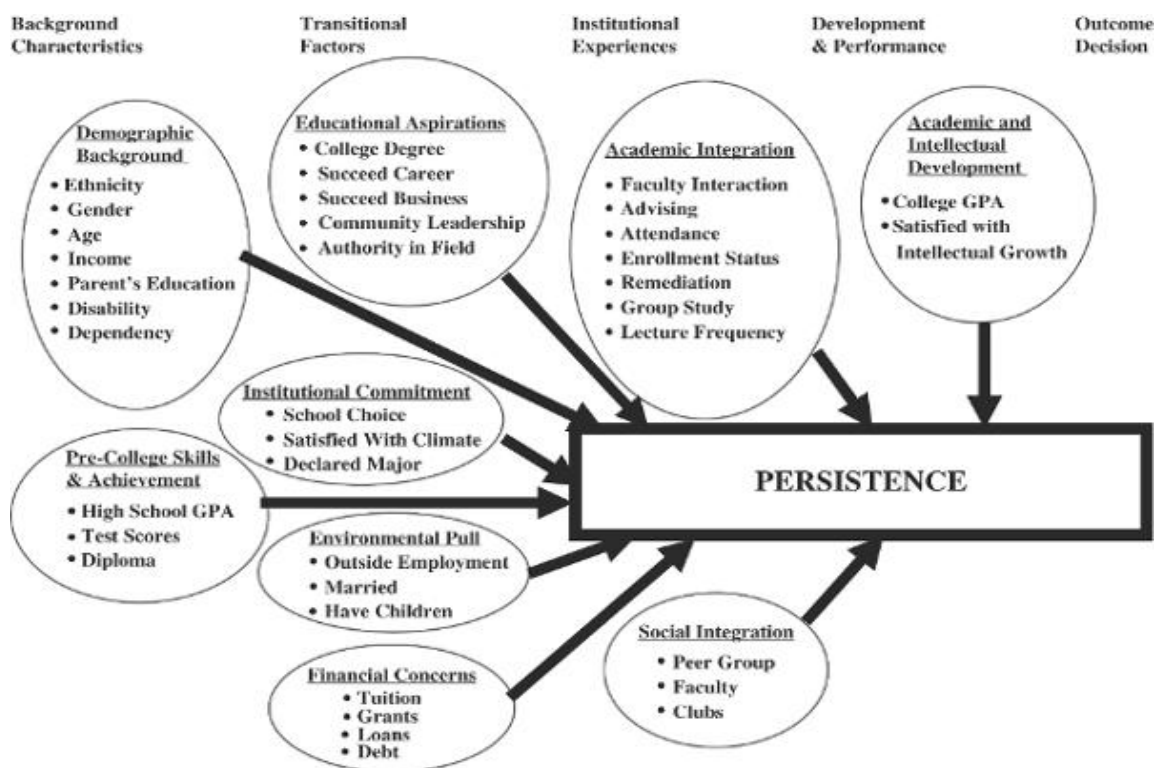 Background
Characteristics
Transitional
Factors
Institutional
Experiences
Development
& Performance
Outcome
Decision
Demographic
Background
• Ethnicity
• Gender
• Age
• Income
• Parent's Education
• Disability
• Dependency
Pre-College Skills
& Achievement
• High School GPA
• Test Scores
• Diploma
Educational Aspirations
• College Degree
• Succeed Career
• Succeed Business
• Community Leadership
• Authority in Field
Institutional Commitment
• School Choice
• Satisfied With Climate
• Declared Major
Environmental Pull
• Outside Employment
• Married
• Have Children
Financial Concerns
• Tuition
• Grants
• Loans
• Debt
Academic Integration
• Faculty Interaction
• Advising
• Attendance
• Enrollment Status
• Remediation
• Group Study
• Lecture Frequency
Social Integration
• Peer Group
• Faculty
• Clubs
Academic and
Intellectual
Development
• College GPA
• Satisfied with
Intellectual Growth
PERSISTENCE